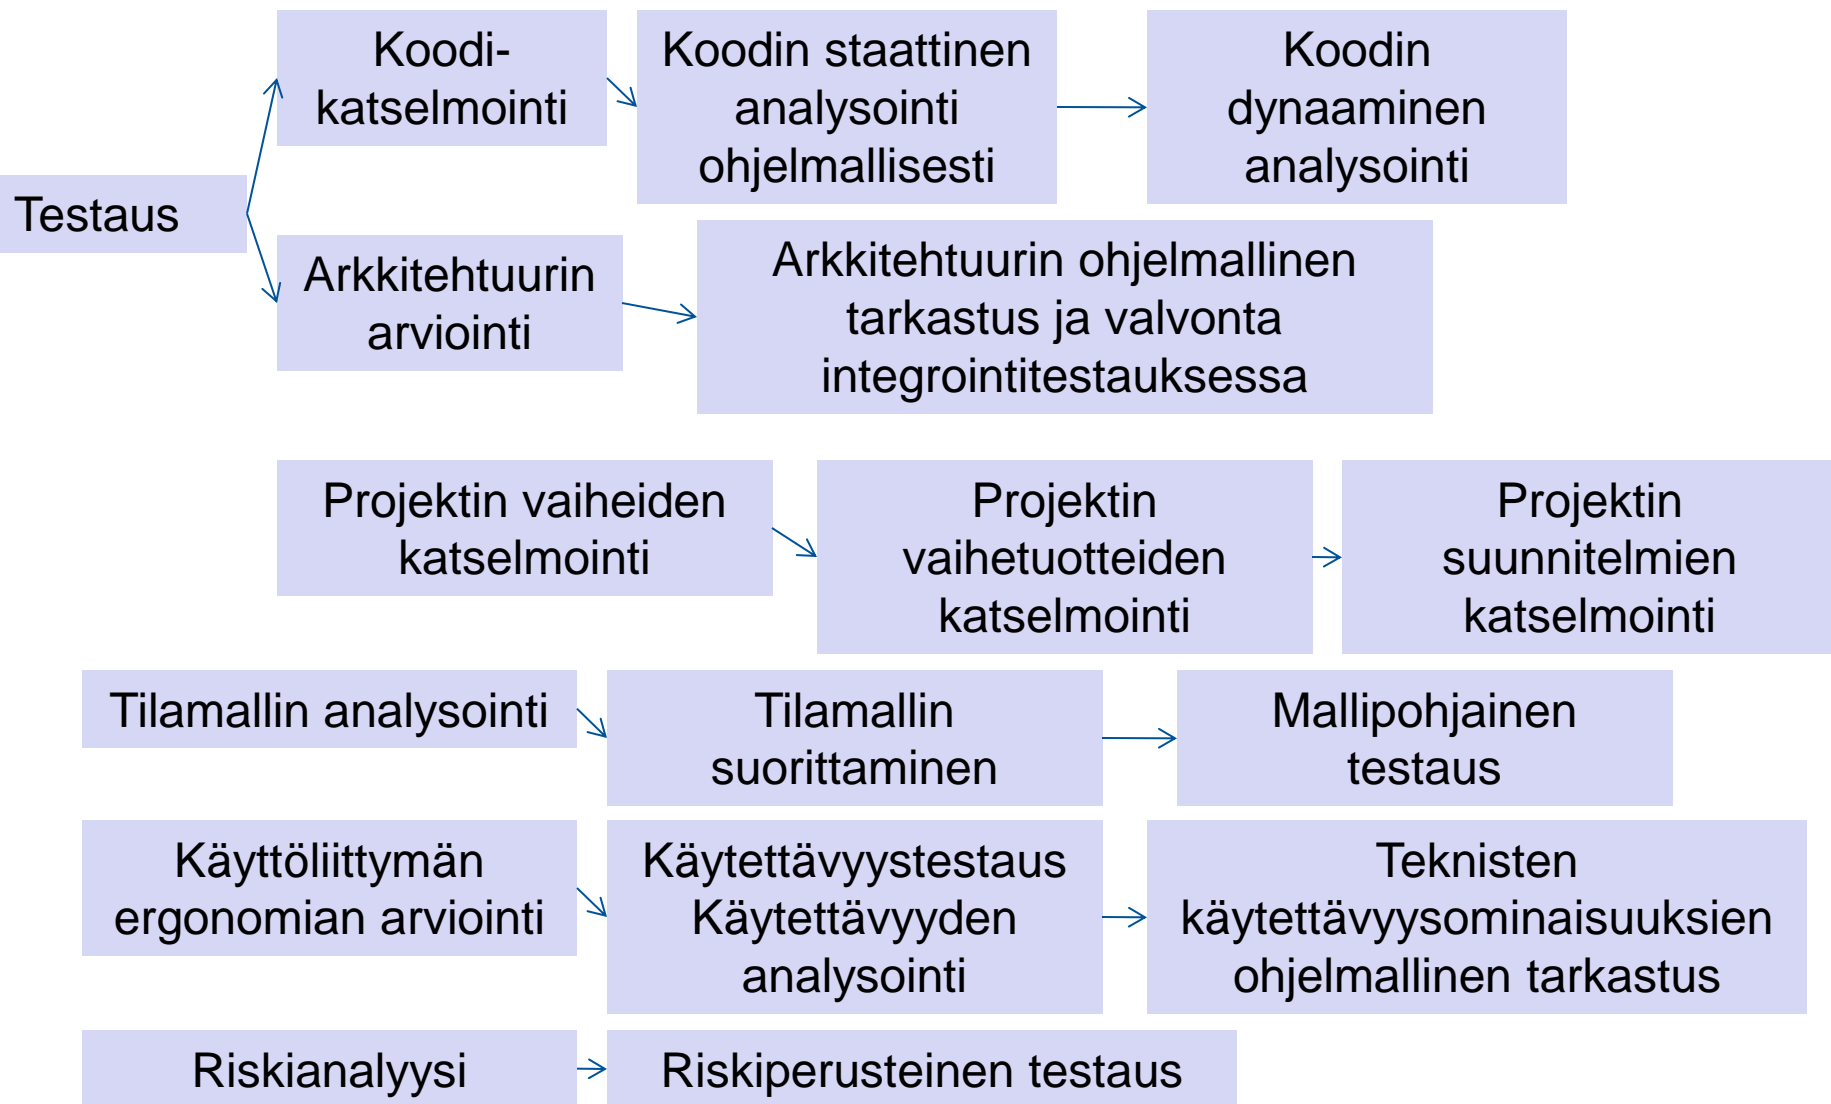 Testaus
Koodi-
katselmointi
Koodin staattinen
analysointi
ohjelmallisesti
Koodin
dynaaminen
analysointi
Arkkitehtuurin
arviointi
Arkkitehtuurin ohjelmallinen
tarkastus ja valvonta
integrointitestauksessa
Projektin vaiheiden
katselmointi
Projektin
vaihetuotteiden
katselmointi
Projektin
suunnitelmien
katselmointi
Tilamallin analysointi
Tilamallin
suorittaminen
Mallipohjainen
testaus
Käyttöliittymän
ergonomian arviointi
Käytettävyystestaus
Käytettävyyden
analysointi
Teknisten
käytettävyysominaisuuksien
ohjelmallinen tarkastus
Riskianalyysi
Riskiperusteinen testaus